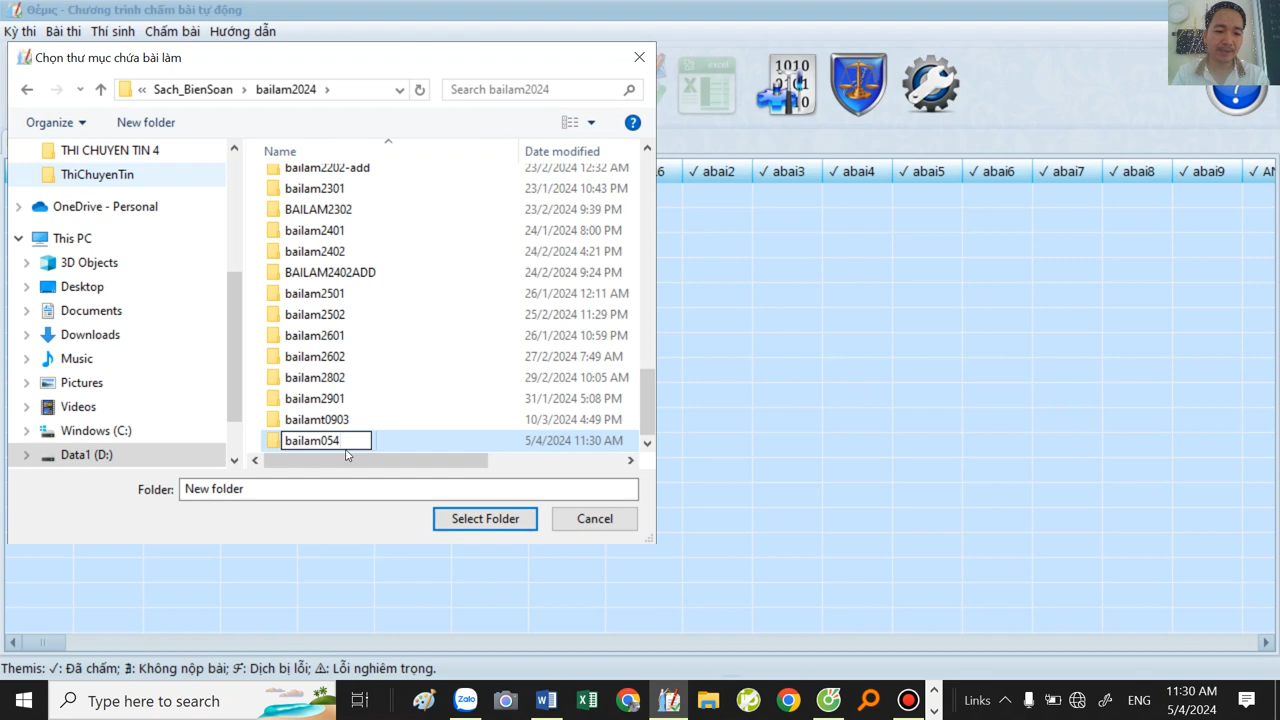 Θέμις - Chương trình chấm bài tự động
Kỳ thi Bài thi Thí sinh Chấm bài Hướng dẫn
Chọn thư mục chứa bài làm
« Sach_BienSoan › bailam2024 ›
Search bailam2024
Organize
New folder
excel
1010
0101
10
THI CHUYEN TIN 4
ThiChuyenTin
OneDrive - Personal
This PC
3D Objects
Desktop
Documents
Downloads
Music
Pictures
Videos
Windows (C:)
Data1 (D:)
Name Date modified
bailam2202-add 23/2/2024 12:32 AM
bailam2301 23/1/2024 10:43 PM
BAILAM2302 23/2/2024 9:39 PM
bailam2401 24/1/2024 8:00 PM
bailam2402 24/2/2024 4:21 PM
BAILAM2402ADD 24/2/2024 9:24 PM
bailam2501 26/1/2024 12:11 AM
bailam2502 25/2/2024 11:29 PM
bailam2601 26/1/2024 10:59 PM
bailam2602 27/2/2024 7:49 AM
bailam2802 29/2/2024 10:05 AM
bailam2901 31/1/2024 5:08 PM
bailamt0903 10/3/2024 4:49 PM
bailam054 5/4/2024 11:30 AM
Folder: New folder
Select Folder Cancel
6 ✓ abai2 ✓ abai3 ✓ abai4 ✓ abai5 ✓ abai6 ✓ abai7 ✓ abai8 ✓ abai9 ✓ AN
Themis: ✓: Đã chấm; ∃: Không nộp bài; ℱ: Dịch bị lỗi; ⚠: Lỗi nghiêm trọng.
Type here to search
Zalo
Links
ENG
11:30 AM
5/4/2024